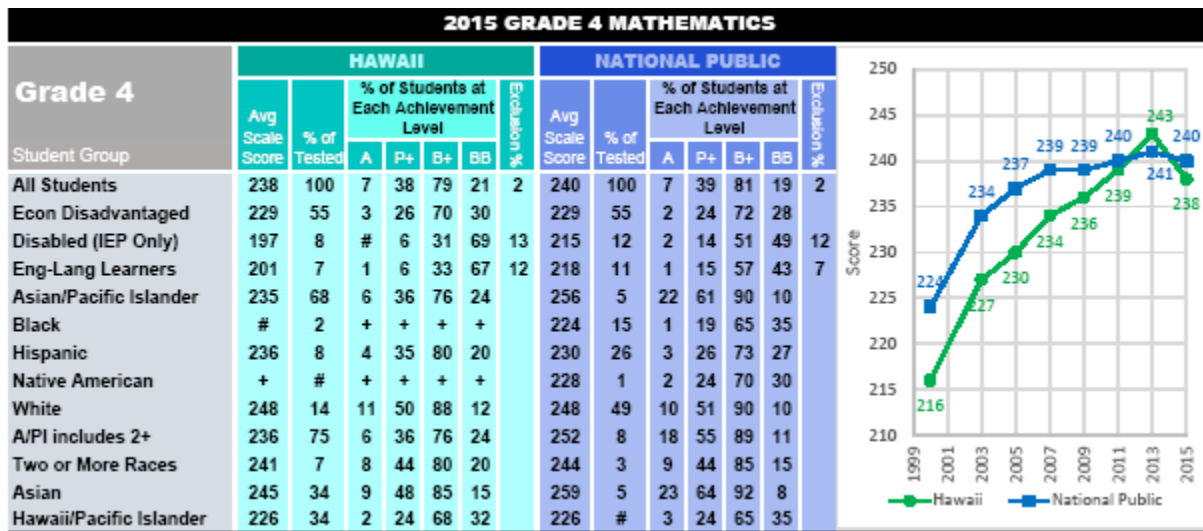 2015 GRADE 4 MATHEMATICS
HAWAII NATIONAL PUBLIC
Grade 4
Student Group
Avg Scale Score % of Tested % of Students at Each Achievement Level Exclusion % Avg Scale Score % of Tested % of Students at Each Achievement Level Exclusion %
A P+ B+ BB A P+ B+ BB
All Students 238 100 7 38 79 21 2 240 100 7 39 81 19 2
Econ Disadvantaged 229 55 3 26 70 30 229 55 2 24 72 28
Disabled (IEP Only) 197 8 # 6 31 69 13 215 12 2 14 51 49 12
Eng-Lang Learners 201 7 1 6 33 67 12 218 11 1 15 57 43 7
Asian/Pacific Islander 235 68 6 36 76 24 256 5 22 61 90 10
Black # 2 + + + + 224 15 1 19 65 35
Hispanic 236 8 4 35 80 20 230 26 3 26 73 27
Native American + # + + + + 228 1 2 24 70 30
White 248 14 11 50 88 12 248 49 10 51 90 10
A/PI includes 2+ 236 75 6 36 76 24 252 8 18 55 89 11
Two or More Races 241 7 8 44 80 20 244 3 9 44 85 15
Asian 245 34 9 48 85 15 259 5 23 64 92 8
Hawaii/Pacific Islander 226 34 2 24 68 32 226 # 3 24 65 35
Score
250
245
240
235
230
225
220
215
210
224 234 237 239 239 240 241 240
216 227 230 234 236 239 243 238
1999 2001 2003 2005 2007 2009 2011 2013 2015
Hawaii National Public